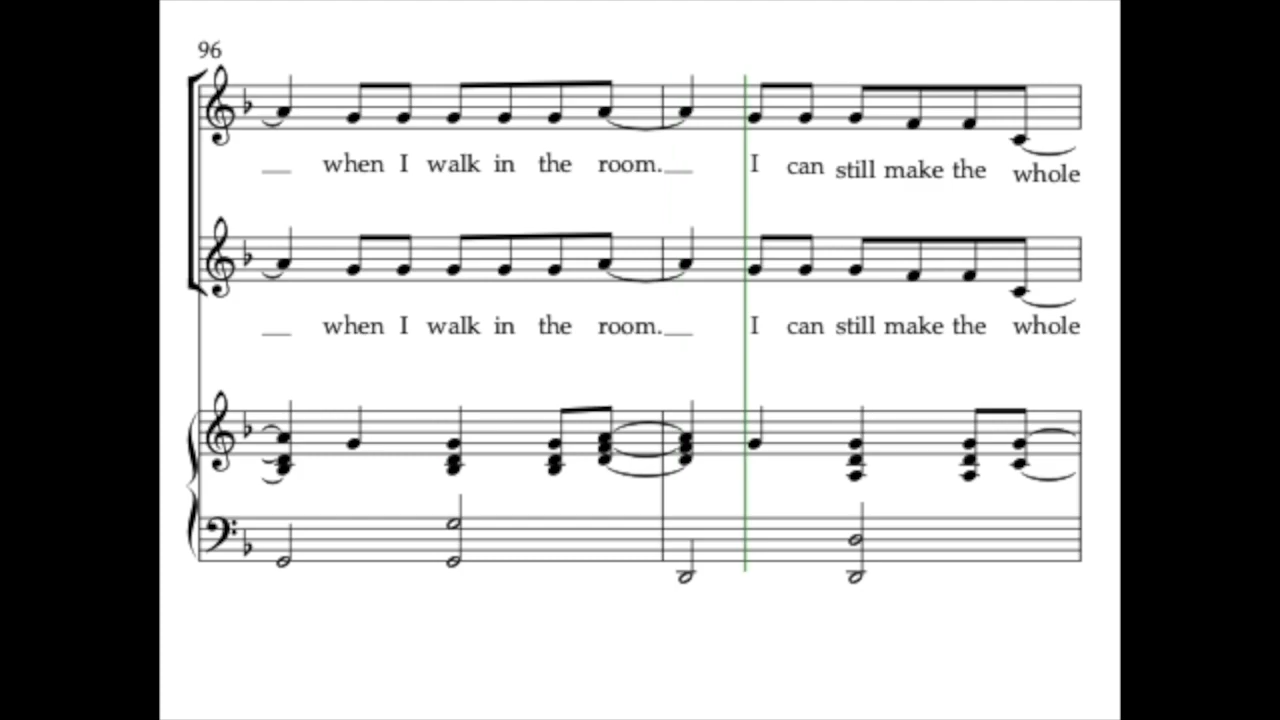 96
when I walk in the room. I can still make the whole
when I walk in the room. I can still make the whole